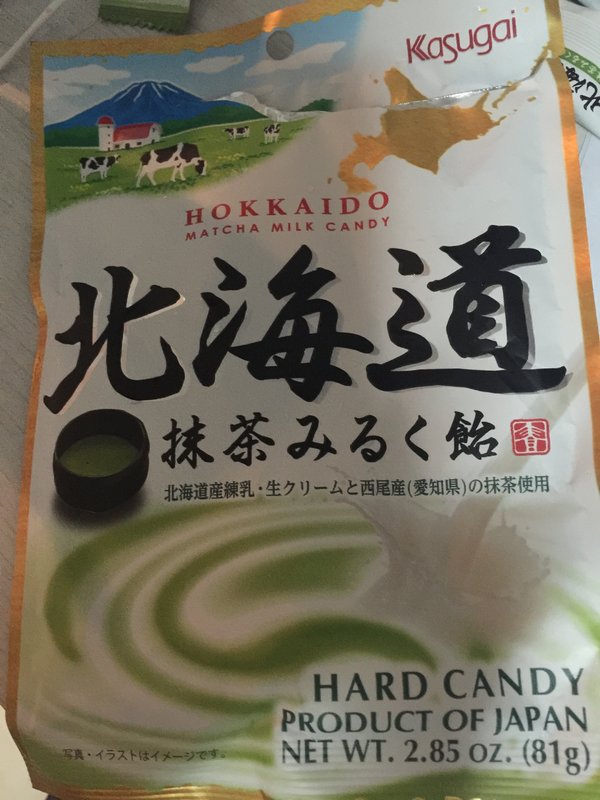 Kasugai
HOKKAIDO
MATCHA MILK CANDY
北海道
抹茶みるく飴
北海道産練乳・生クリームと西尾産(愛知県)の抹茶使用
HARD CANDY
PRODUCT OF JAPAN
NET WT. 2.85 oz. (81g)
写真・イラストはイメージです。